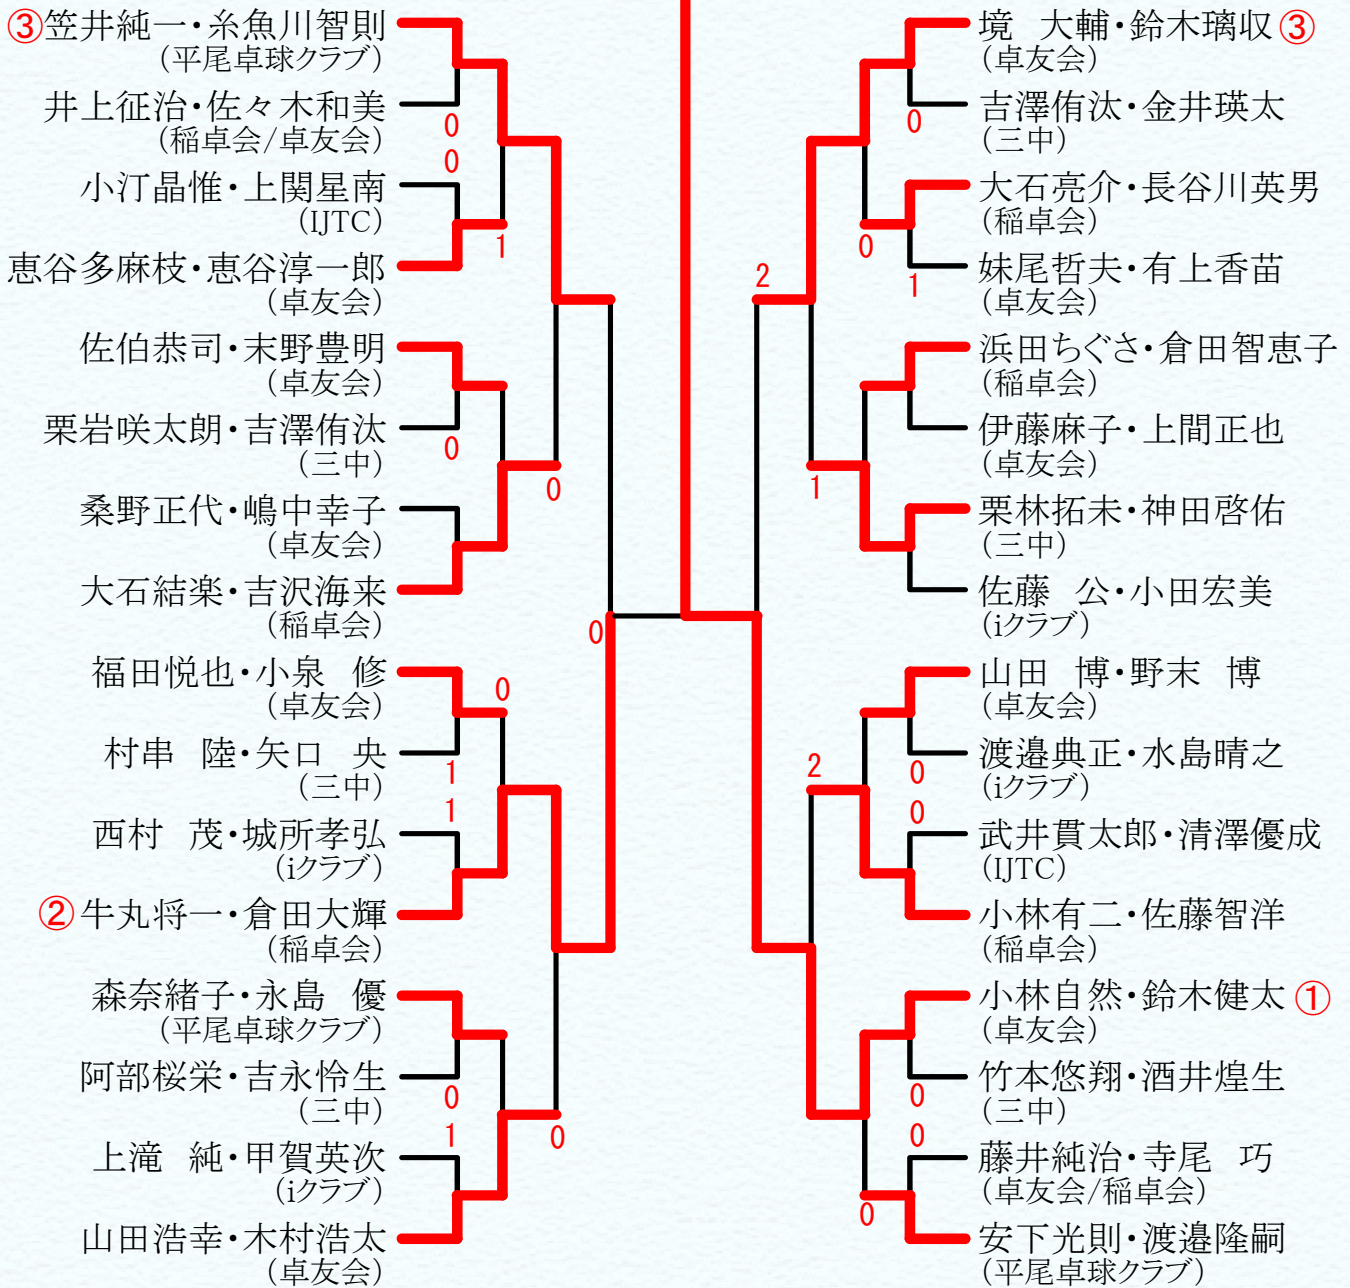 ③笠井純一・糸魚川智則
(平尾卓球クラブ)
井上征治・佐々木和美
(稲卓会/卓友会)
0
0
小汀晶惟・上関星南
(IJTC)
1
恵谷多麻枝・恵谷淳一郎
(卓友会)
佐伯恭司・末野豊明
(卓友会)
栗岩咲太朗・吉澤侑汰
(三中)
0
0
桑野正代・嶋中幸子
(卓友会)
大石結楽・吉沢海来
(稲卓会)
0
福田悦也・小泉　修
(卓友会)
0
村串　陸・矢口　央
(三中)
1
1
西村　茂・城所孝弘
(iクラブ)
②牛丸将一・倉田大輝
(稲卓会)
森奈緒子・永島　優
(平尾卓球クラブ)
阿部桜栄・吉永怜生
(三中)
0
1
0
上滝　純・甲賀英次
(iクラブ)
山田浩幸・木村浩太
(卓友会)
境　大輔・鈴木璃収③
(卓友会)
吉澤侑汰・金井瑛太
(三中)
0
大石亮介・長谷川英男
(稲卓会)
0
妹尾哲夫・有上香苗
(卓友会)
1
2
浜田ちぐさ・倉田智恵子
(稲卓会)
伊藤麻子・上間正也
(卓友会)
1
栗林拓未・神田啓佑
(三中)
佐藤　公・小田宏美
(iクラブ)
山田　博・野末　博
(卓友会)
渡邉典正・水島晴之
(iクラブ)
2
0
0
武井貫太郎・清澤優成
(IJTC)
小林有二・佐藤智洋
(稲卓会)
小林自然・鈴木健太①
(卓友会)
竹本悠翔・酒井煌生
(三中)
0
0
藤井純治・寺尾　巧
(卓友会/稲卓会)
0
安下光則・渡邉隆嗣
(平尾卓球クラブ)